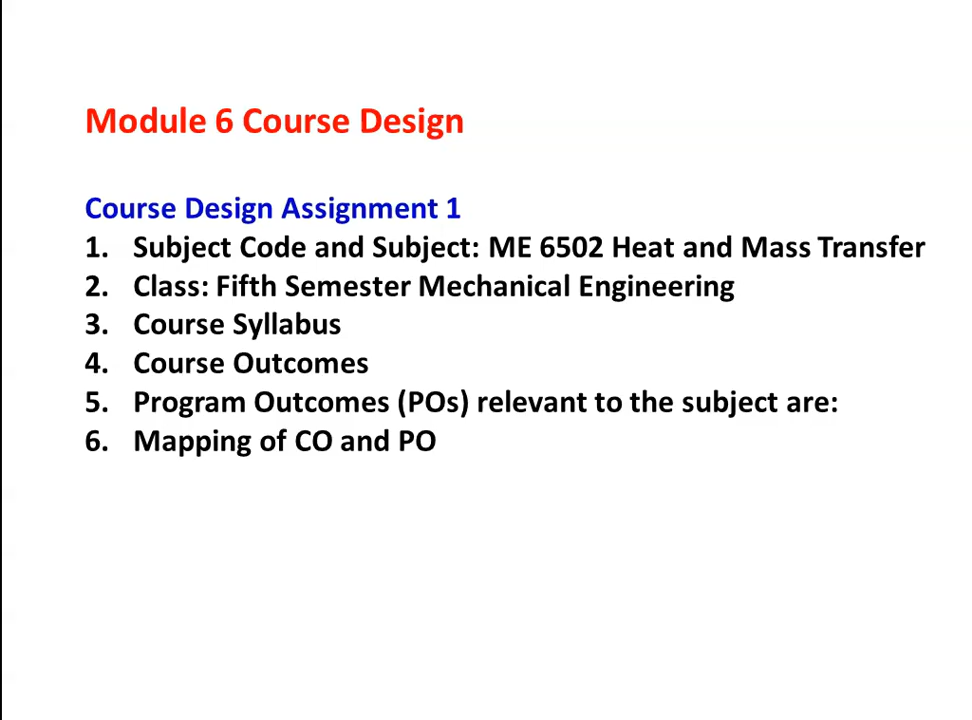 Module 6 Course Design
Course Design Assignment 1
1. Subject Code and Subject: ME 6502 Heat and Mass Transfer
2. Class: Fifth Semester Mechanical Engineering
3. Course Syllabus
4. Course Outcomes
5. Program Outcomes (POs) relevant to the subject are:
6. Mapping of CO and PO